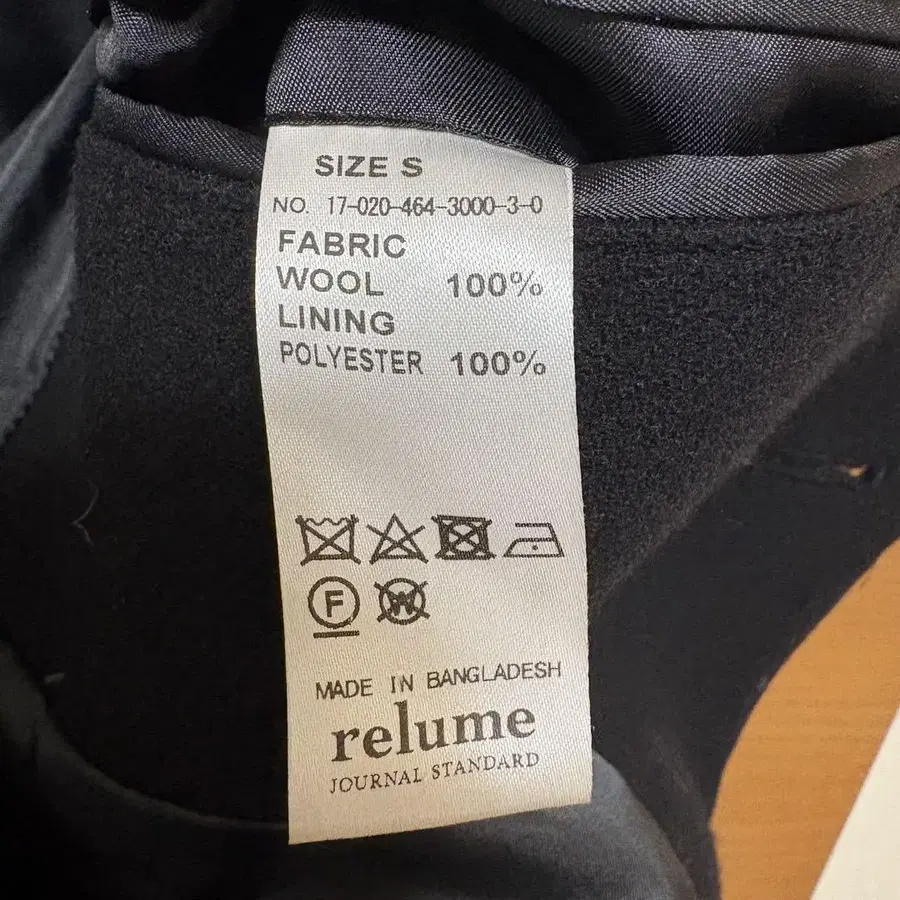 SIZE S
NO. 17-020-464-3000-3-0
FABRIC
WOOL 100%
LINING
POLYESTER 100%
F W
MADE IN BANGLADESH
relume
JOURNAL STANDARD